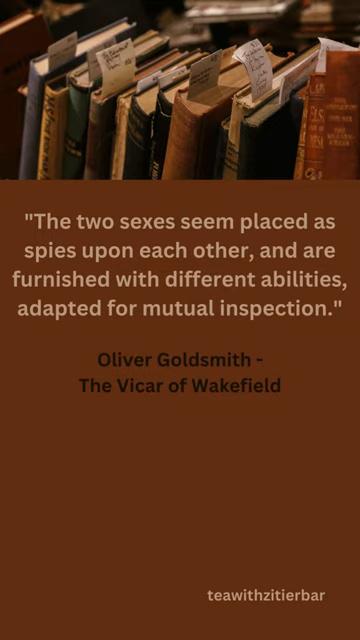 "The two sexes seem placed as
spies upon each other, and are
furnished with different abilities,
adapted for mutual inspection."
Oliver Goldsmith -
The Vicar of Wakefield
teawithzitierbar